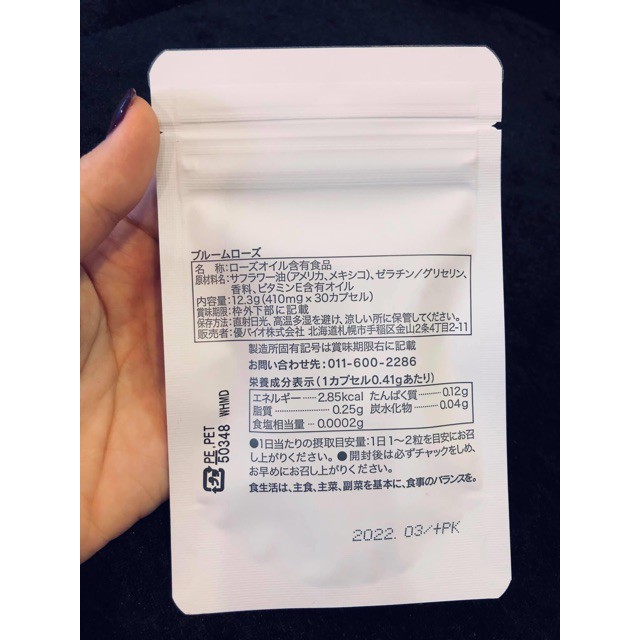 ブルームローズ
名　称:ローズオイル含有食品
原材料名:サフラワー油(アメリカ、メキシコ)、ゼラチン/グリセリン、
香料、ビタミンE含有オイル
内容量:12.3g(410mg×30カプセル)
賞味期限:枠外下部に記載
保存方法:直射日光、高温多湿を避け、涼しい所に保管してください。
販売者:優バイオ株式会社 北海道札幌市手稲区金山2条4丁目2-11
製造所固有記号は賞味期限右に記載
お問い合わせ先:011-600-2286
栄養成分表示(1カプセル0.41gあたり)
エネルギー……2.85kcal たんぱく質………0.12g
脂質………………0.25g 炭水化物…………0.04g
食塩相当量…0.0002g
●1日当たりの摂取目安量:1日1〜2粒を目安にお召
し上がりください。●開封後は必ずチャックをしめ、
お早めにお召し上がりください。
食生活は、主食、主菜、副菜を基本に、食事のバランスを。
プラ
PE,PET
50348 WHMD
2022.03/+PK